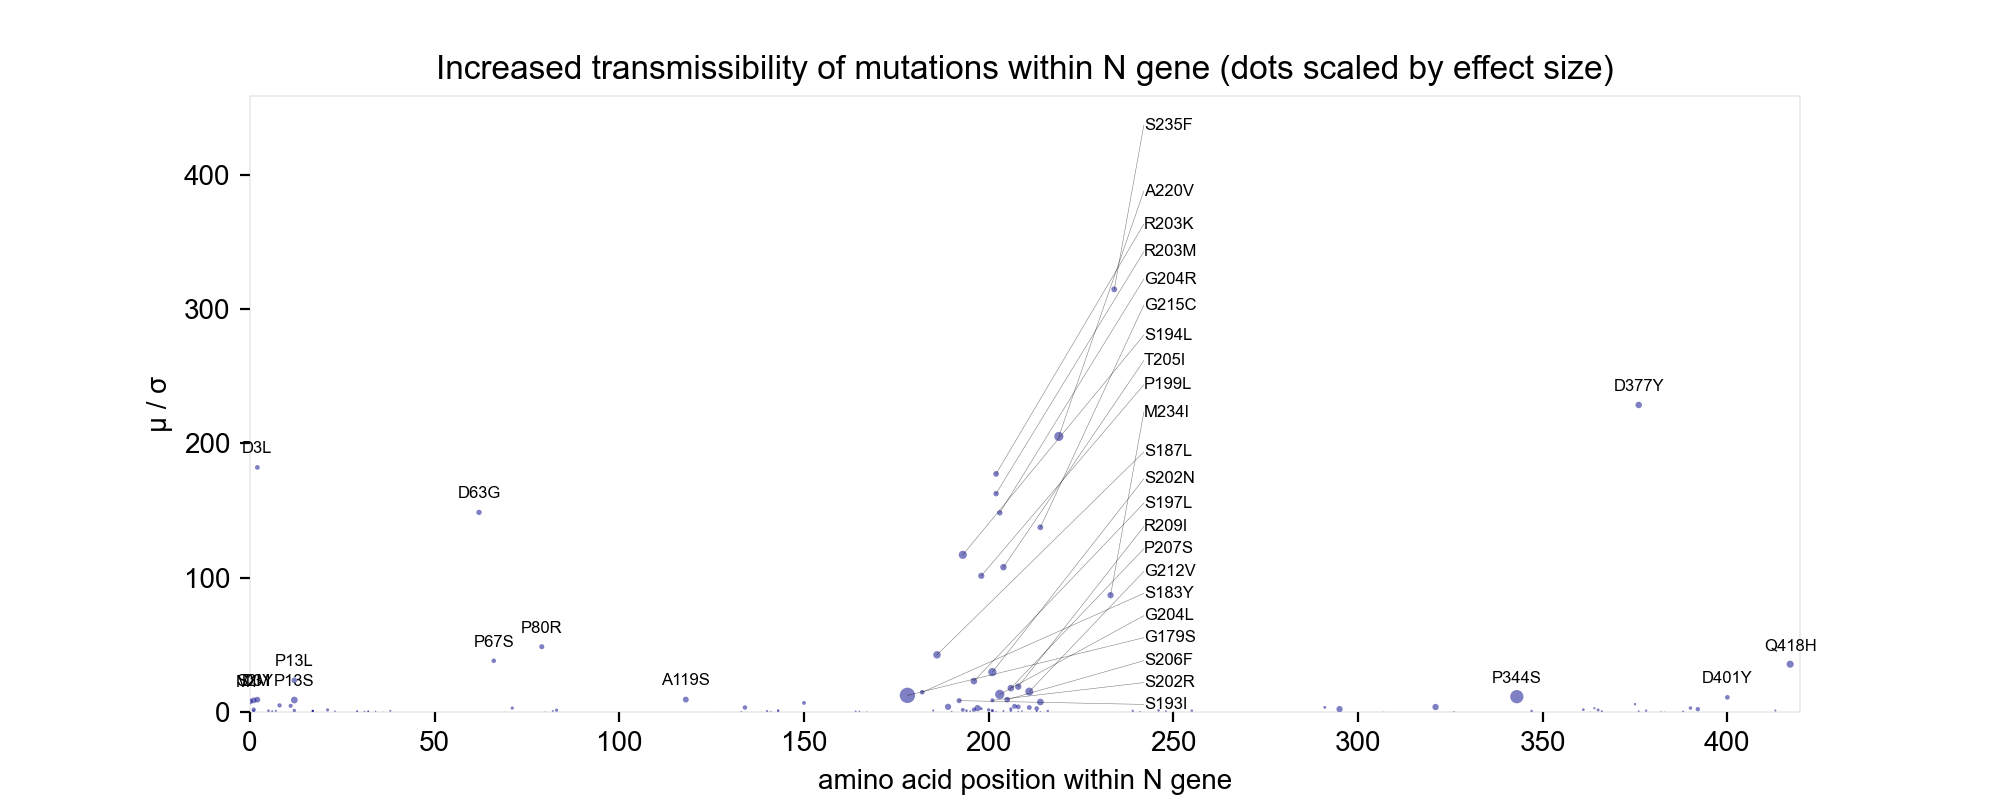 Increased transmissibility of mutations within N gene (dots scaled by effect size)
μ / σ
400
300
200
100
0
S235F
A220V
R203K
R203M
G204R
G215C
S194L
T205I
P199L
M234I
S187L
S202N
S197L
R209I
P207S
G212V
S183Y
G204L
G179S
S206F
S202R
S193I
D377Y
D3L
D63G
P67S
P80R
P13L
P13S
A119S
Q418H
P344S
D401Y
0 50 100 150 200 250 300 350 400
amino acid position within N gene